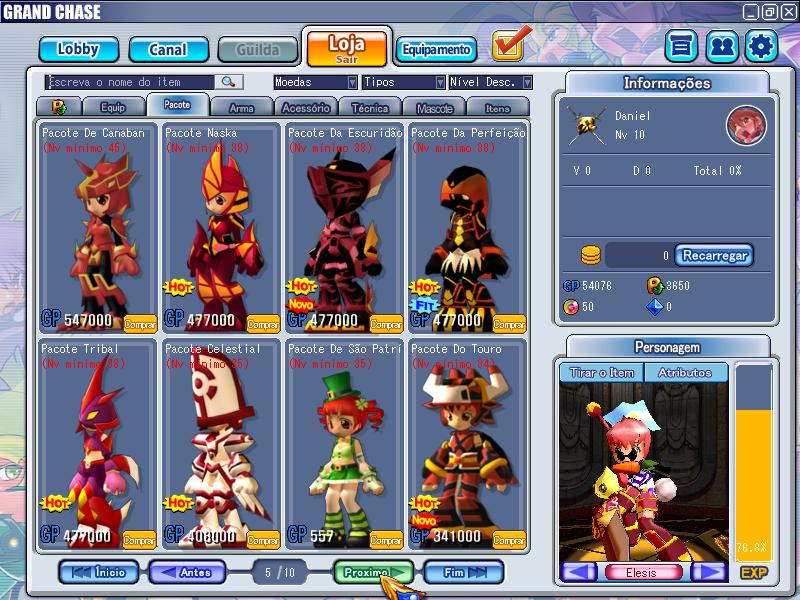 GRAND CHASE
Lobby
Canal
Guilda
Loja
Sair
Equipamento
Escreva o nome do item
Moedas
Tipos
Nível Desc.
Equip
Pacote
Arma
Acessório
Técnica
Mascote
Itens
Pacote De Canaban
(Nv mínimo 45)
GP 547000
Comprar
Pacote Naska
(Nv mínimo 38)
HOT
GP 477000
Comprar
Pacote Da Escuridão
(Nv mínimo 38)
HOT
Novo
GP 477000
Comprar
Pacote Da Perfeição
(Nv mínimo 38)
HOT
FIT
GP 477000
Comprar
Pacote Tribal
(Nv mínimo 38)
HOT
GP 477000
Comprar
Pacote Celestial
(Nv mínimo 35)
HOT
GP 408000
Comprar
Pacote De São Patrí
(Nv mínimo 35)
GP 557
Comprar
Pacote Do Touro
(Nv mínimo 34)
HOT
Novo
GP 341000
Comprar
Início
Antes
5 /10
Próximo
Fim
Informações
Daniel
Nv 10
V 0
D 0
Total 0%
0
Recarregar
GP 54076
3650
50
0
Personagem
Tirar o Item
Atributos
76.8%
Elesis
EXP